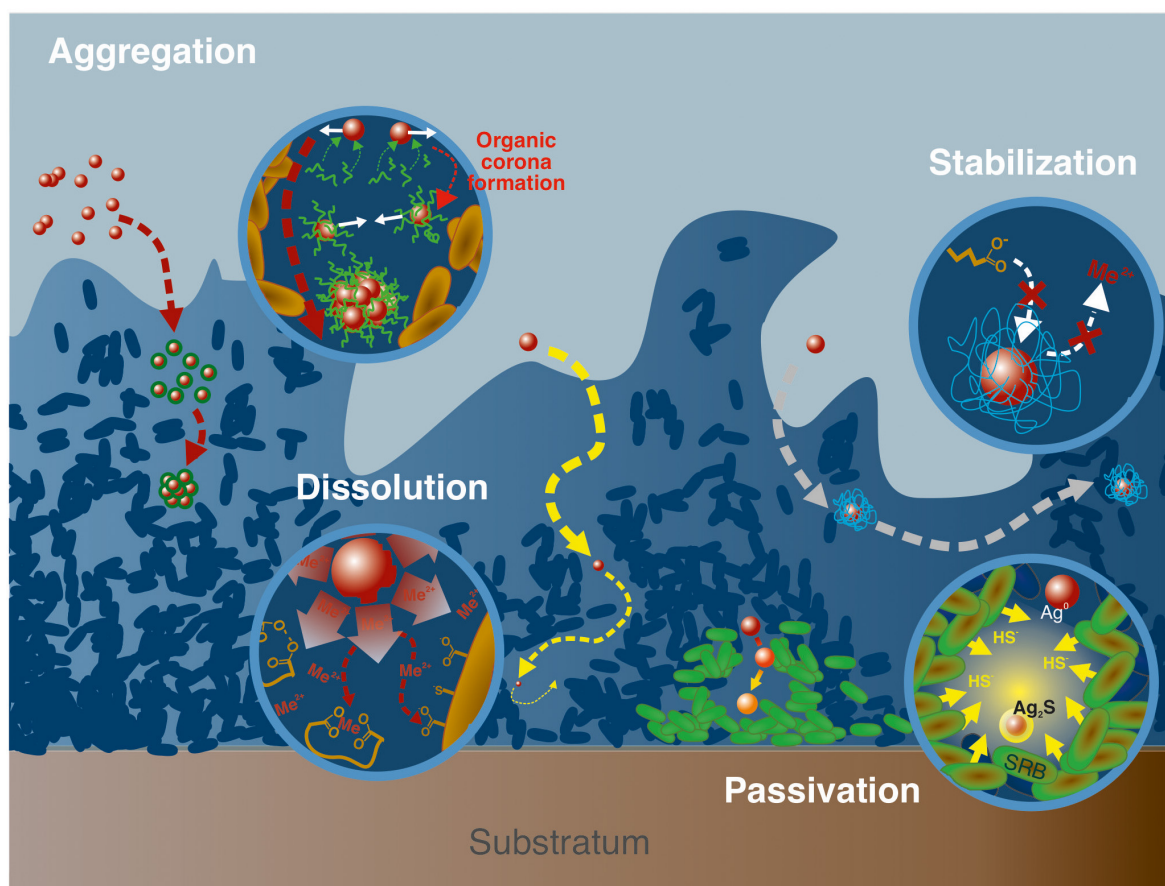 Aggregation
Organic
corona
formation
Stabilization
O⁻
O
Me²⁺
Dissolution
Me²⁺
Me²⁺
Me²⁺
Me²⁺
Me²⁺
Me
O
O
S
Ag⁰
HS⁻
HS⁻
HS⁻
Ag₂S
SRB
Passivation
Substratum